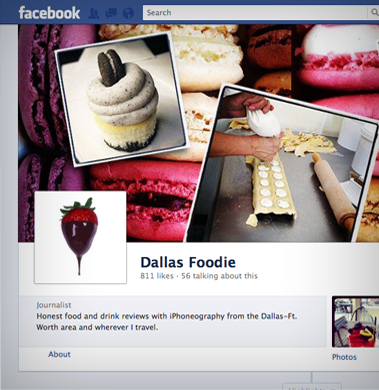 facebook
Search
Dallas Foodie
811 likes · 56 talking about this
Journalist
Honest food and drink reviews with iPhoneography from the Dallas-Ft.
Worth area and wherever I travel.
About
Photos